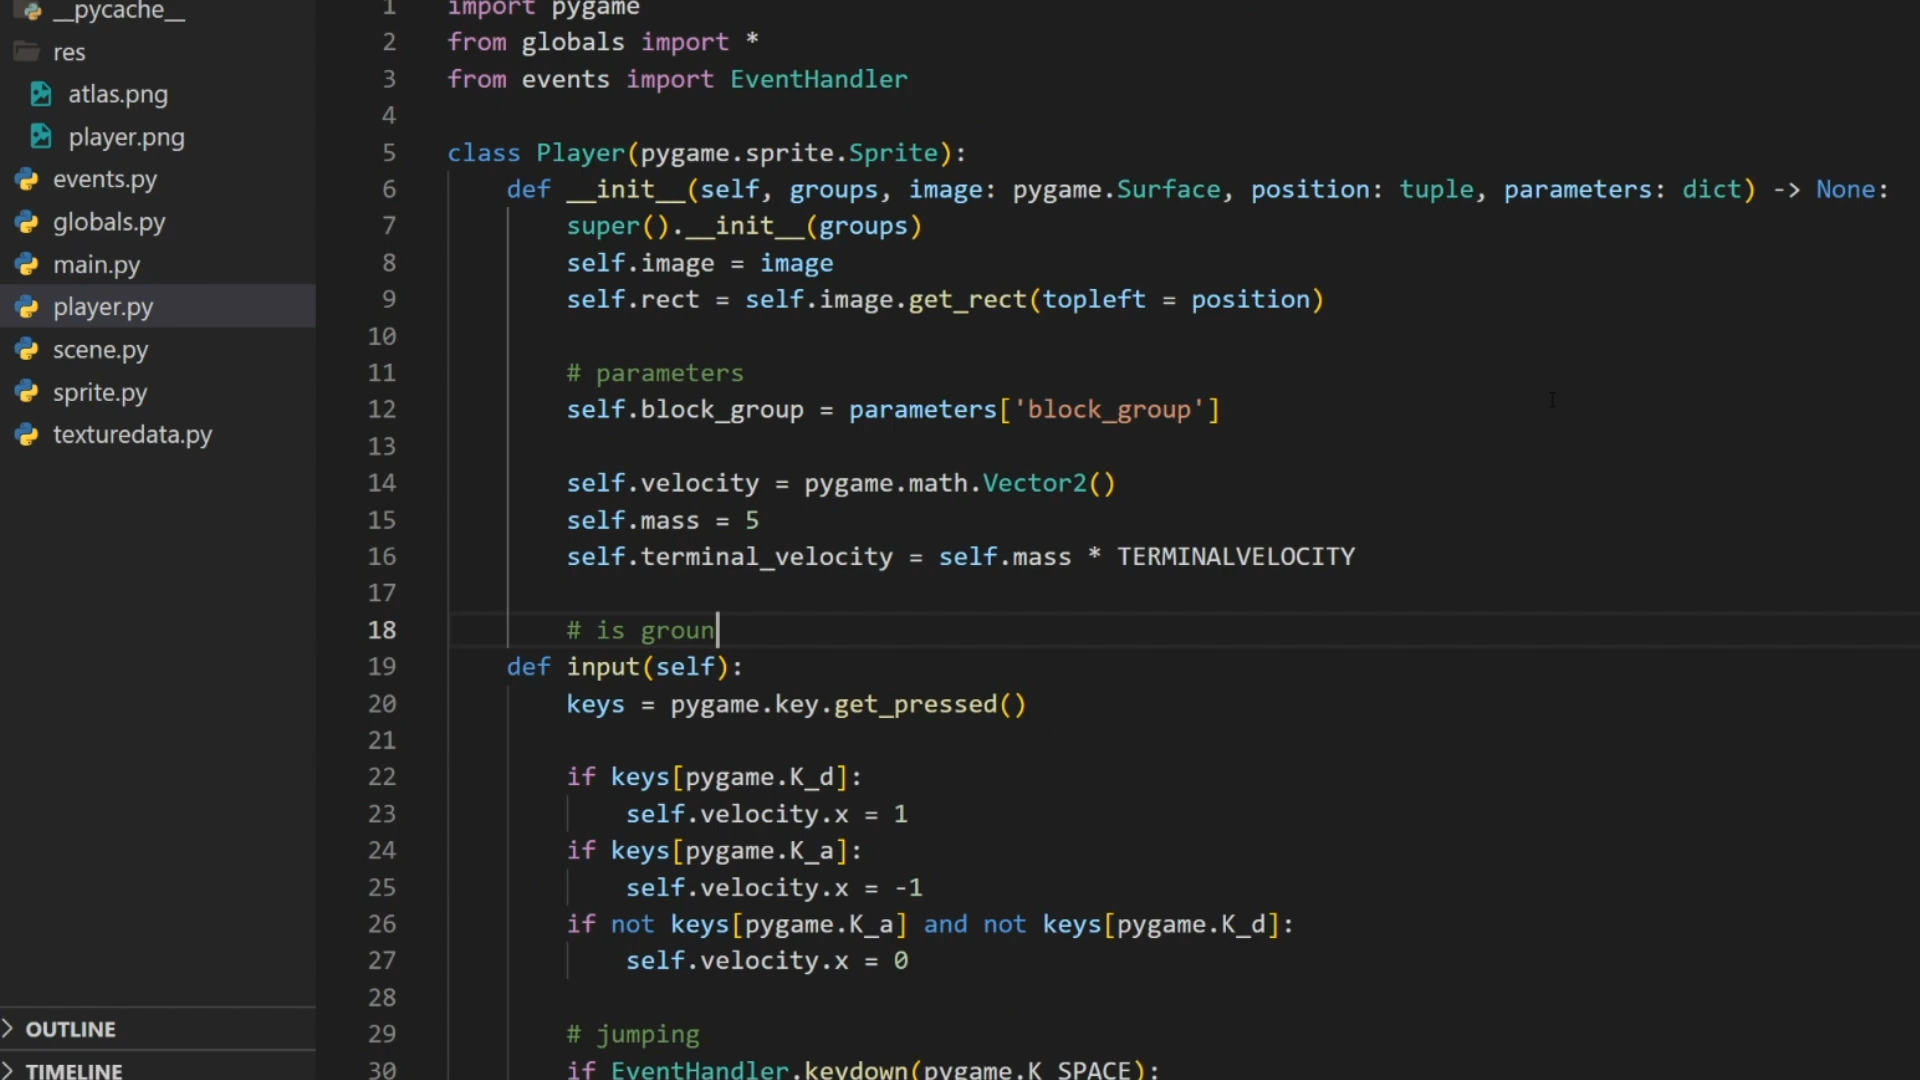 __pycache__
res
atlas.png
player.png
events.py
globals.py
main.py
player.py
scene.py
sprite.py
texturedata.py
OUTLINE
TIMELINE
1 import pygame
2 from globals import *
3 from events import EventHandler
4
5 class Player(pygame.sprite.Sprite):
6 def __init__(self, groups, image: pygame.Surface, position: tuple, parameters: dict) -> None:
7 super().__init__(groups)
8 self.image = image
9 self.rect = self.image.get_rect(topleft = position)
10
11 # parameters
12 self.block_group = parameters['block_group']
13
14 self.velocity = pygame.math.Vector2()
15 self.mass = 5
16 self.terminal_velocity = self.mass * TERMINALVELOCITY
17
18 # is groun
19 def input(self):
20 keys = pygame.key.get_pressed()
21
22 if keys[pygame.K_d]:
23 self.velocity.x = 1
24 if keys[pygame.K_a]:
25 self.velocity.x = -1
26 if not keys[pygame.K_a] and not keys[pygame.K_d]:
27 self.velocity.x = 0
28
29 # jumping
30 if EventHandler.keydown(pygame.K_SPACE):